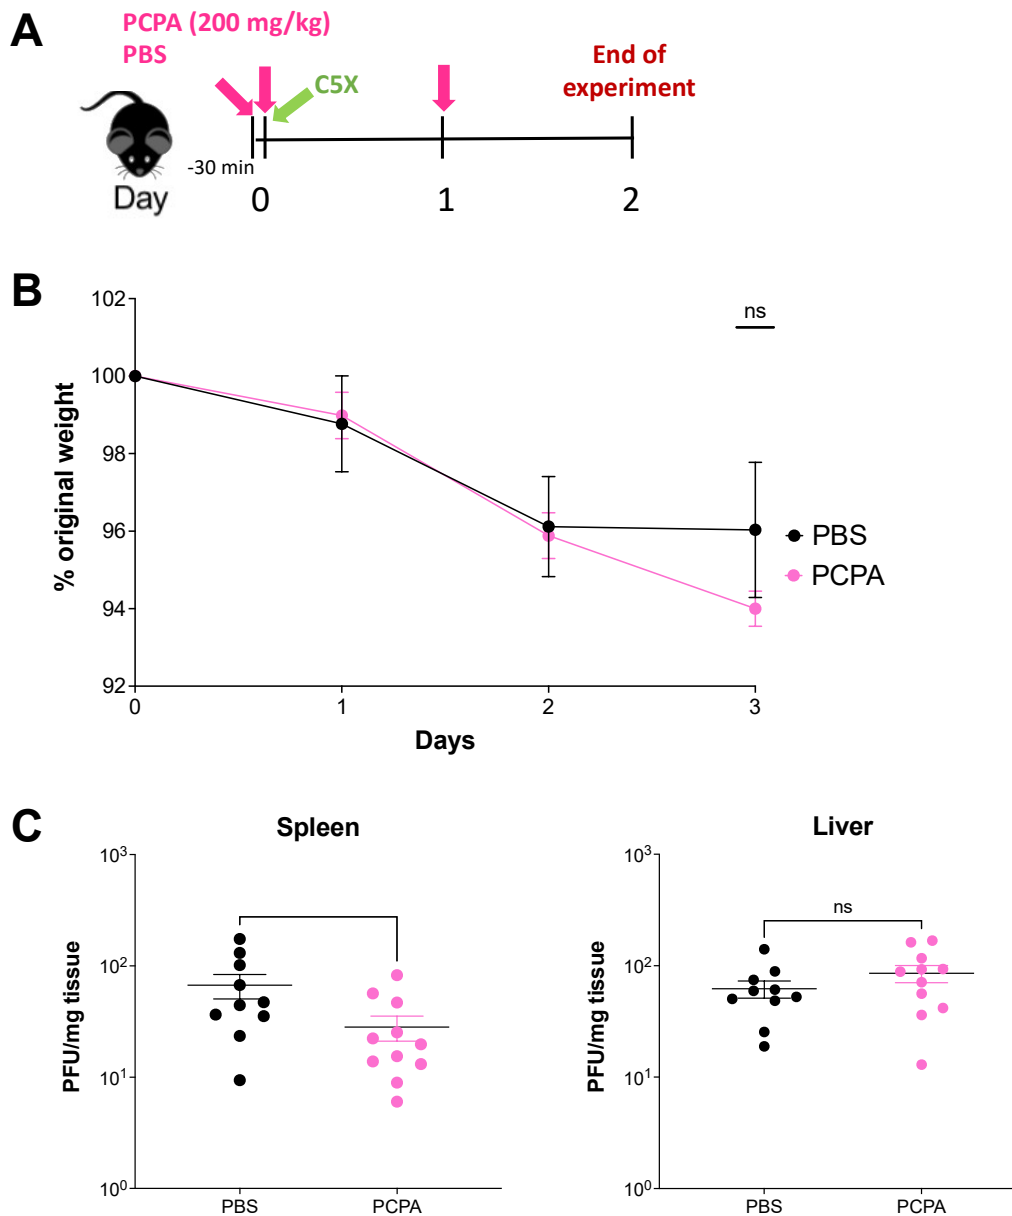 A
PCPA (200 mg/kg)
PBS
C5X
End of
experiment
-30 min
Day
0
1
2
B
102
100
98
96
94
92
% original weight
ns
PBS
PCPA
0
1
2
3
Days
C
Spleen
10³
10²
10¹
10⁰
PFU/mg tissue
PBS
PCPA
Liver
10³
10²
10¹
10⁰
PFU/mg tissue
ns
PBS
PCPA